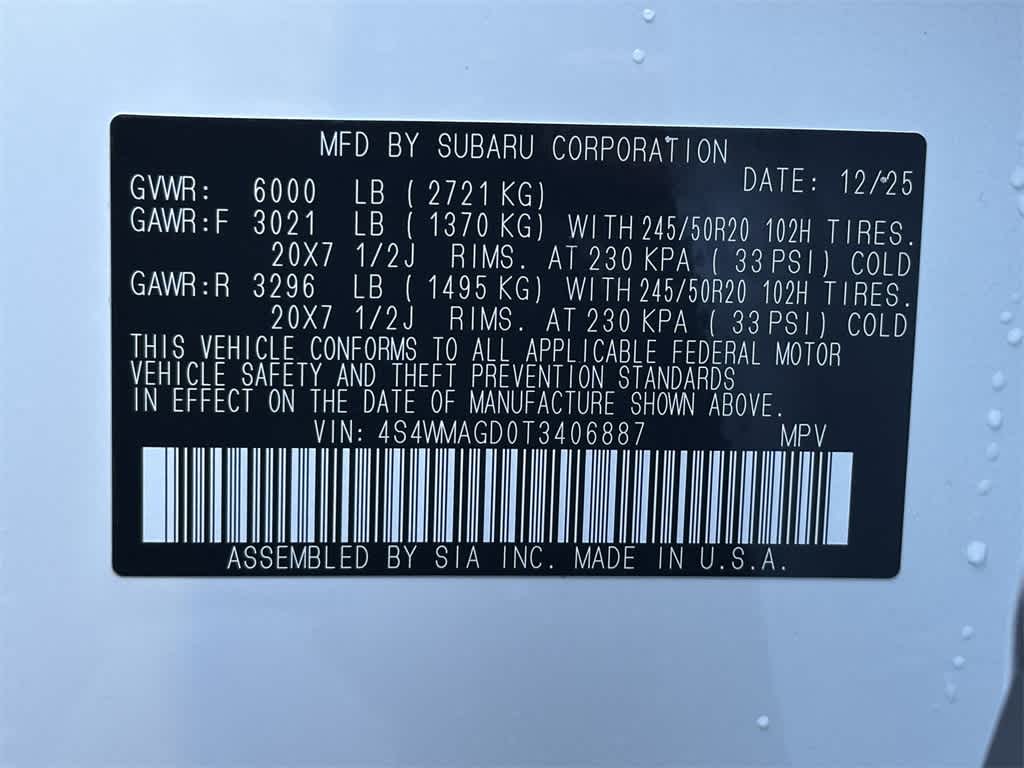 MFD BY SUBARU CORPORATION
DATE: 12/25
GVWR: 6000 LB ( 2721 KG)
GAWR:F 3021 LB ( 1370 KG) WITH 245/50R20 102H TIRES.
20X7 1/2J RIMS. AT 230 KPA ( 33 PSI) COLD
GAWR:R 3296 LB ( 1495 KG) WITH 245/50R20 102H TIRES.
20X7 1/2J RIMS. AT 230 KPA ( 33 PSI) COLD
THIS VEHICLE CONFORMS TO ALL APPLICABLE FEDERAL MOTOR
VEHICLE SAFETY AND THEFT PREVENTION STANDARDS
IN EFFECT ON THE DATE OF MANUFACTURE SHOWN ABOVE.
VIN: 4S4WMAGD0T3406887 MPV
ASSEMBLED BY SIA INC. MADE IN U.S.A.